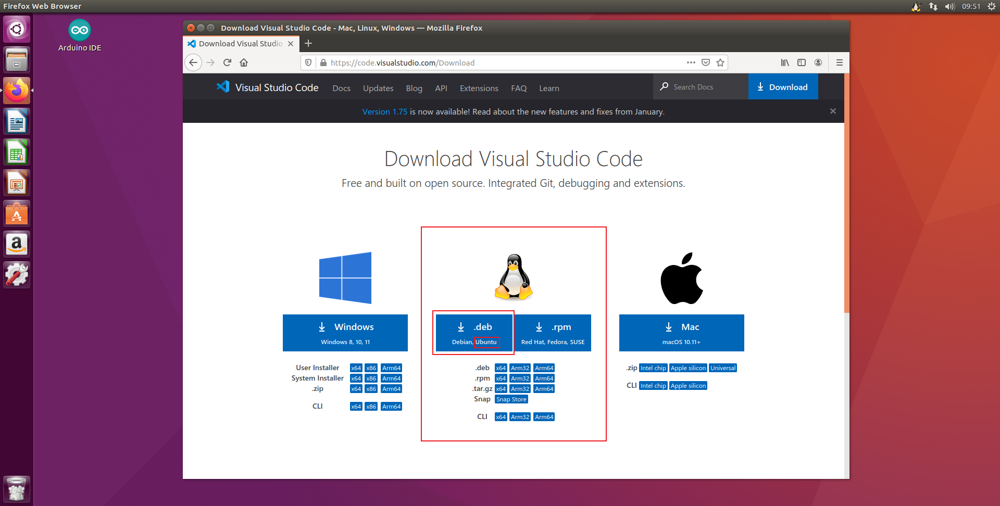 Firefox Web Browser
09:51
Arduino IDE
Download Visual Studio Code - Mac, Linux, Windows — Mozilla Firefox
Download Visual Studio
https://code.visualstudio.com/Download
Visual Studio Code Docs Updates Blog API Extensions FAQ Learn Search Docs Download
Version 1.75 is now available! Read about the new features and fixes from January.
Download Visual Studio Code
Free and built on open source. Integrated Git, debugging and extensions.
Windows
Windows 8, 10, 11
User Installer x64 x86 Arm64
System Installer x64 x86 Arm64
.zip x64 x86 Arm64
CLI x64 x86 Arm64
.deb
Debian, Ubuntu
.rpm
Red Hat, Fedora, SUSE
.deb x64 Arm32 Arm64
.rpm x64 Arm32 Arm64
.tar.gz x64 Arm32 Arm64
Snap Snap Store
CLI x64 Arm32 Arm64
Mac
macOS 10.11+
.zip Intel chip Apple silicon Universal
CLI Intel chip Apple silicon